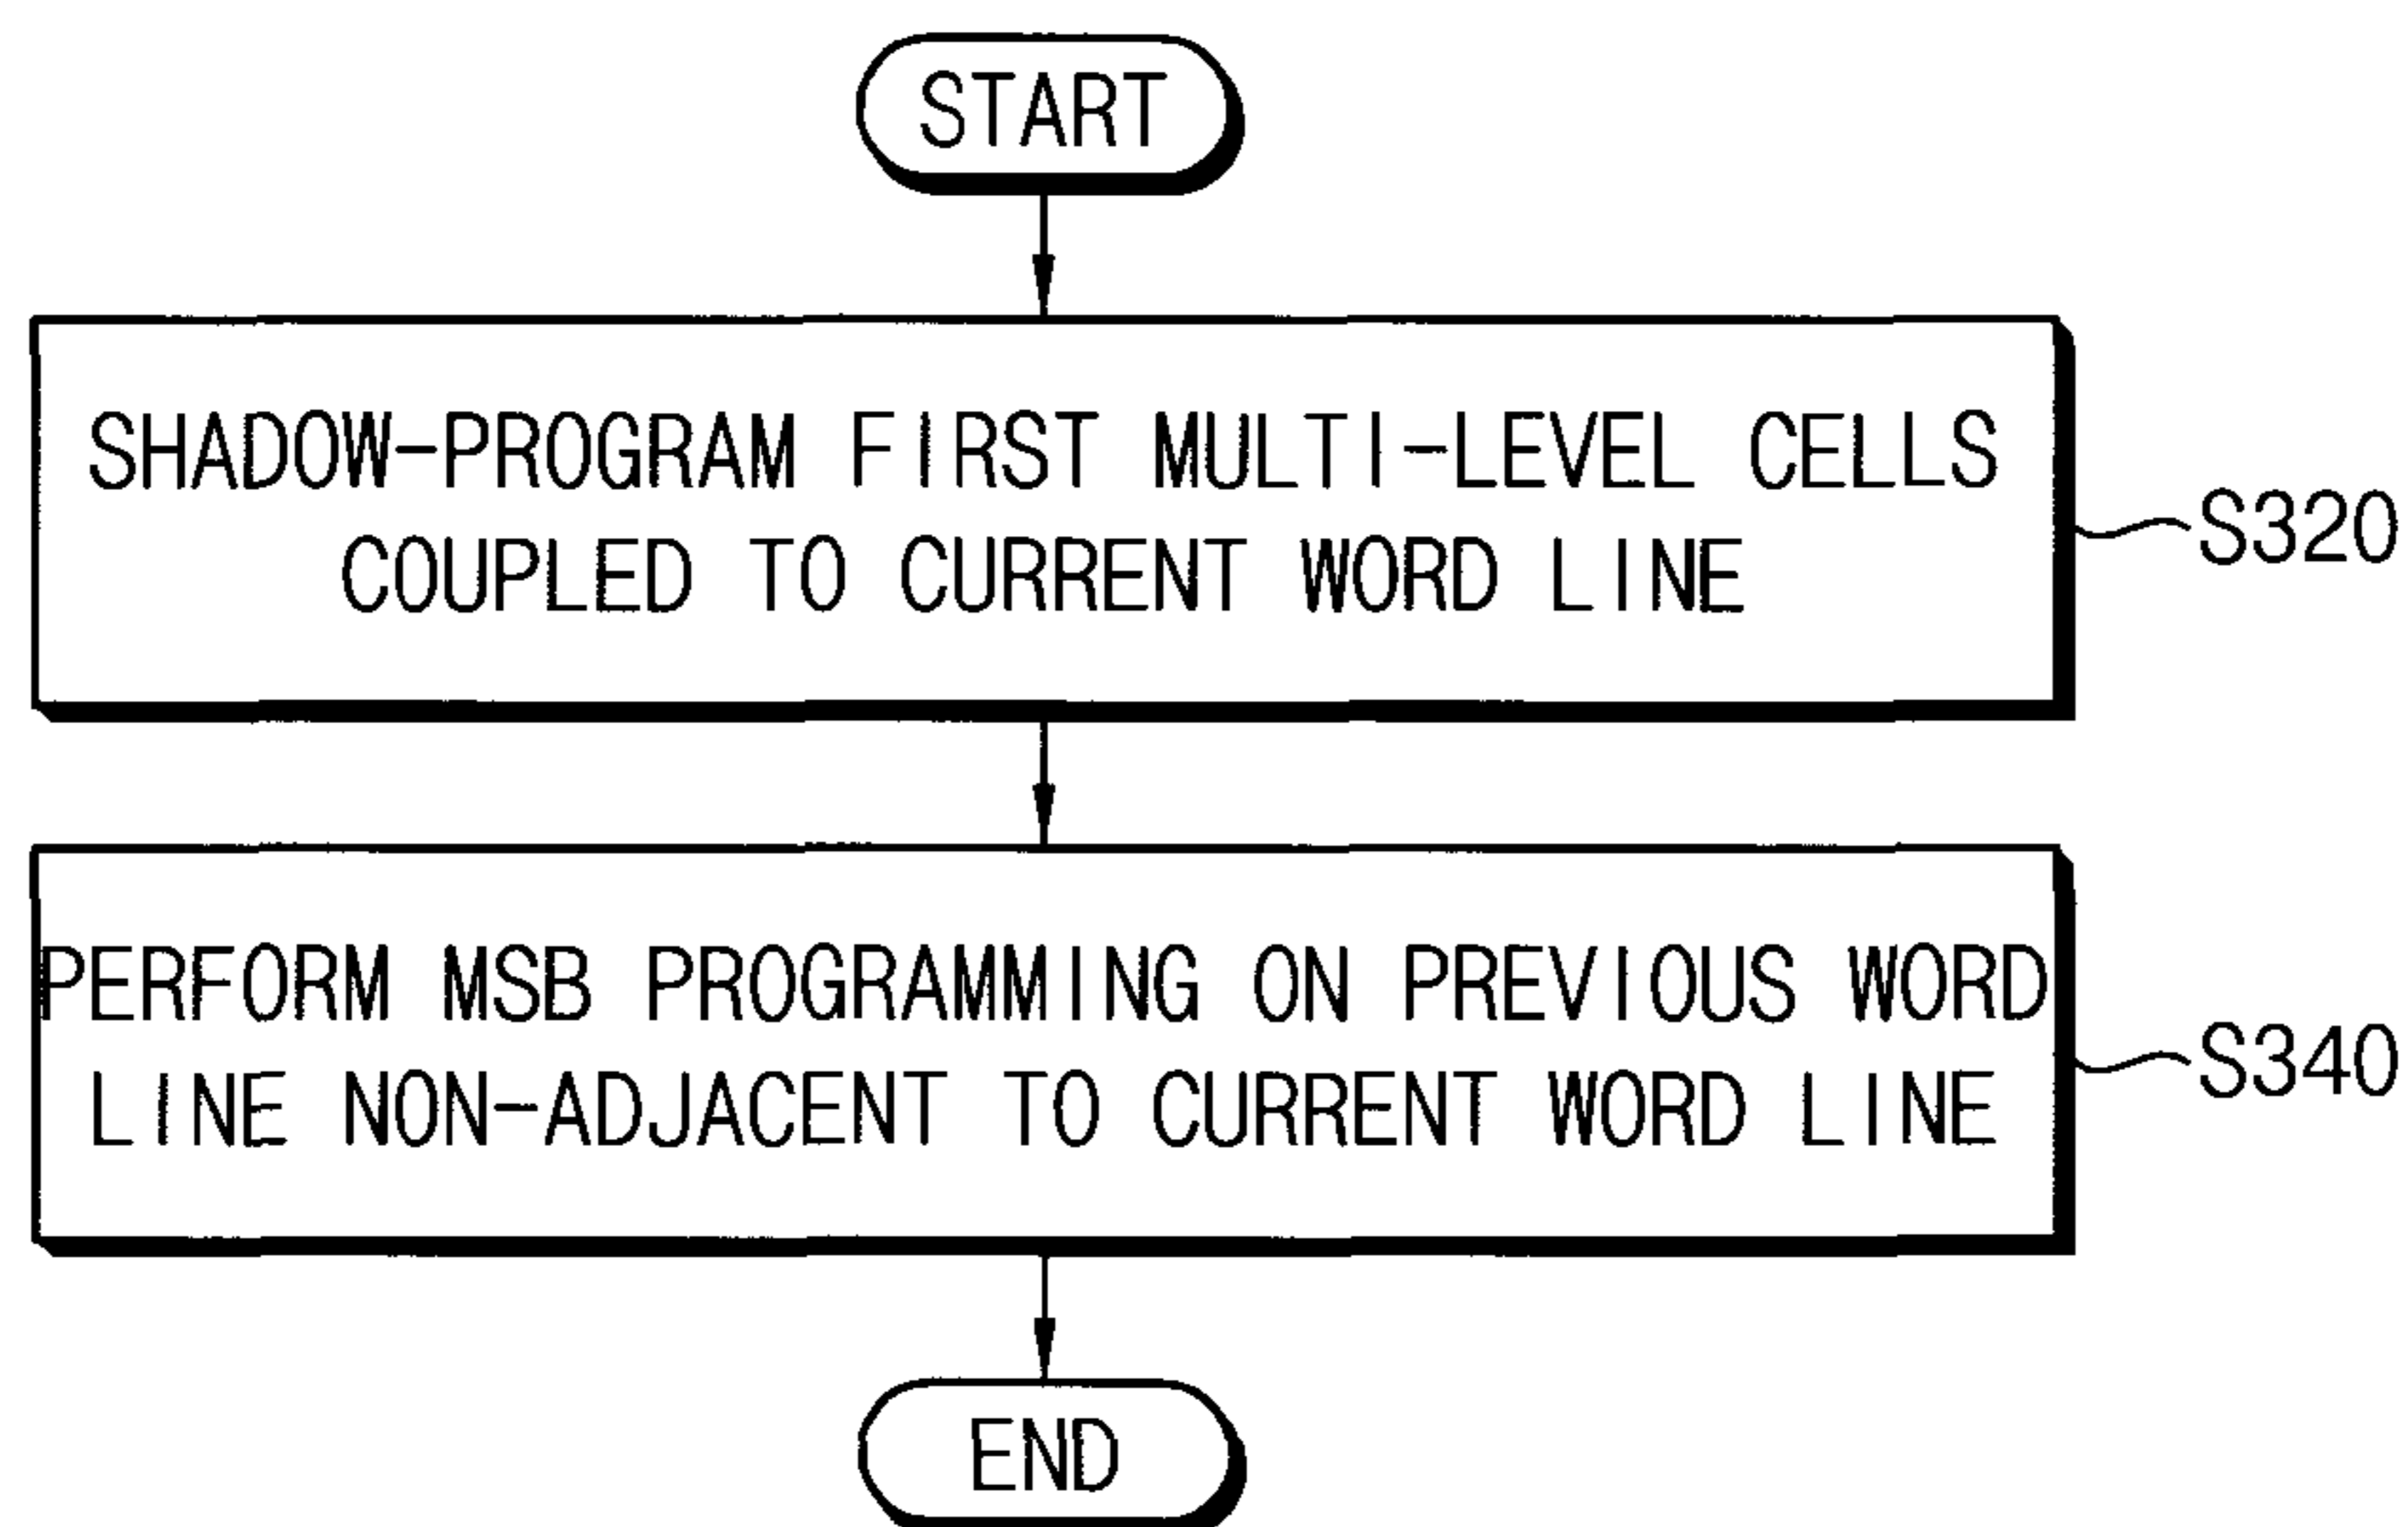 START
SHADOW-PROGRAM FIRST MULTI-LEVEL CELLS
COUPLED TO CURRENT WORD LINE
S320
PERFORM MSB PROGRAMMING ON PREVIOUS WORD
LINE NON-ADJACENT TO CURRENT WORD LINE
S340
END